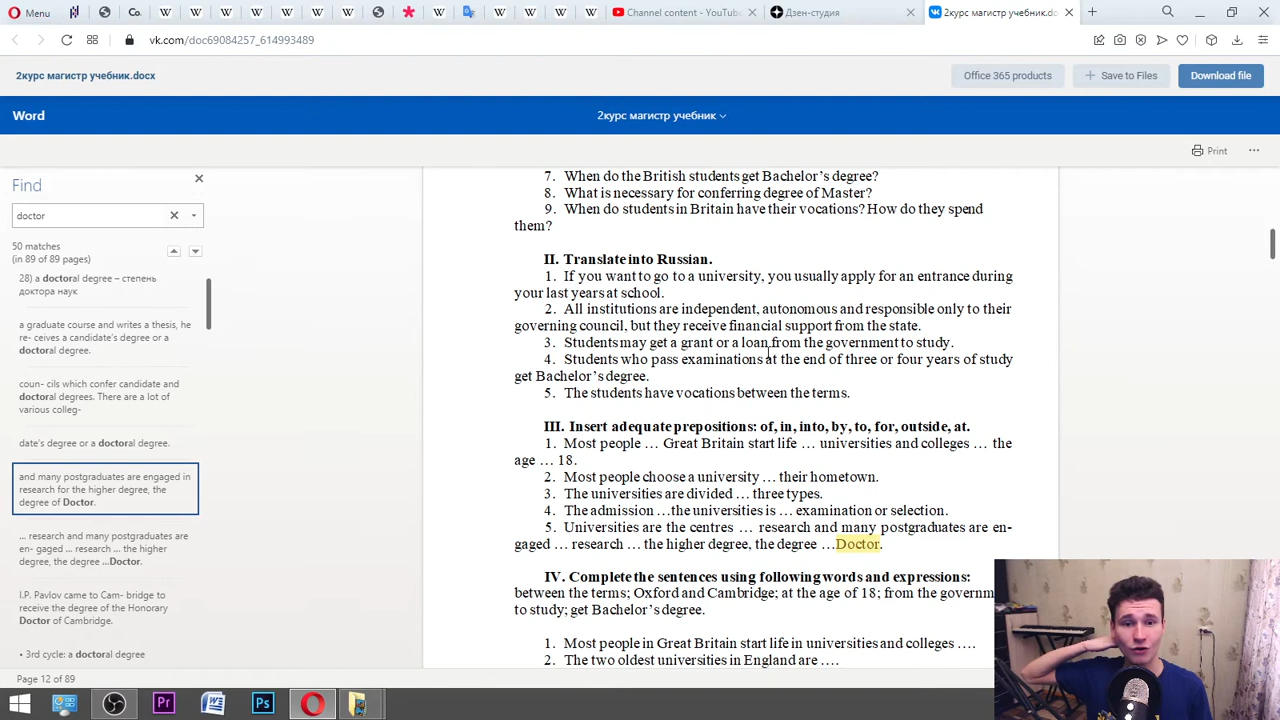 Menu
Co.
W
W
W
W
W
W
W
W
W
W
W
Channel content - YouTube
Дзен-студия
2курс магистр учебник.do
vk.com/doc69084257_614993489
2курс магистр учебник.docx
Office 365 products
Save to Files
Download file
Word
2курс магистр учебник
Print
Find
doctor
50 matches
(in 89 of 89 pages)
28) a doctoral degree – степень
доктора наук
a graduate course and writes a thesis, he
re- ceives a candidate's degree or a
doctoral degree.
coun- cils which confer candidate and
doctoral degrees. There are a lot of
various colleg-
date's degree or a doctoral degree.
and many postgraduates are engaged in
research for the higher degree, the
degree of Doctor.
... research and many postgraduates are
en- gaged ... research ... the higher
degree, the degree ...Doctor.
I.P. Pavlov came to Cam- bridge to
receive the degree of the Honorary
Doctor of Cambridge.
• 3rd cycle: a doctoral degree
7. When do the British students get Bachelor's degree?
8. What is necessary for conferring degree of Master?
9. When do students in Britain have their vocations? How do they spend
them?
II. Translate into Russian.
1. If you want to go to a university, you usually apply for an entrance during
your last years at school.
2. All institutions are independent, autonomous and responsible only to their
governing council, but they receive financial support from the state.
3. Students may get a grant or a loan from the government to study.
4. Students who pass examinations at the end of three or four years of study
get Bachelor's degree.
5. The students have vocations between the terms.
III. Insert adequate prepositions: of, in, into, by, to, for, outside, at.
1. Most people … Great Britain start life … universities and colleges … the
age … 18.
2. Most people choose a university … their hometown.
3. The universities are divided … three types.
4. The admission …the universities is … examination or selection.
5. Universities are the centres … research and many postgraduates are en-
gaged … research … the higher degree, the degree …Doctor.
IV. Complete the sentences using following words and expressions:
between the terms; Oxford and Cambridge; at the age of 18; from the governm
to study; get Bachelor's degree.
1. Most people in Great Britain start life in universities and colleges ….
2. The two oldest universities in England are ….
Page 12 of 89
Pr
W
Ps